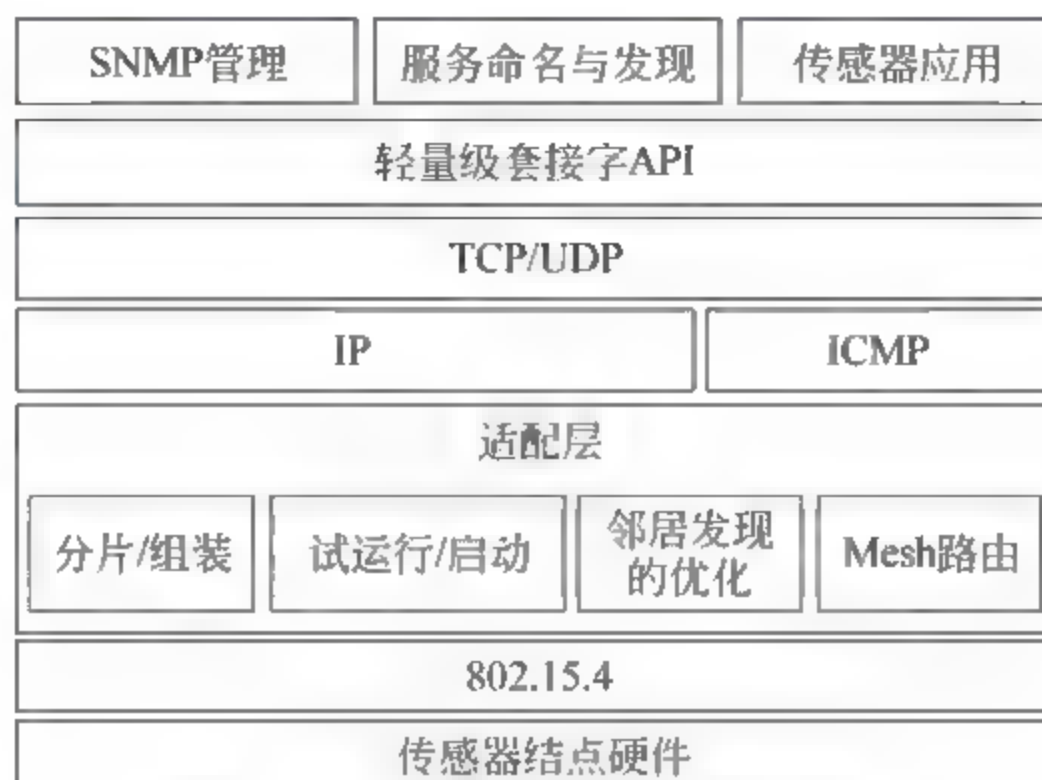 SNMP管理 服务命名与发现 传感器应用
轻量级套接字API
TCP/UDP
IP ICMP
适配层
分片/组装 试运行/启动 邻居发现 Mesh路由
的优化
802.15.4
传感器结点硬件